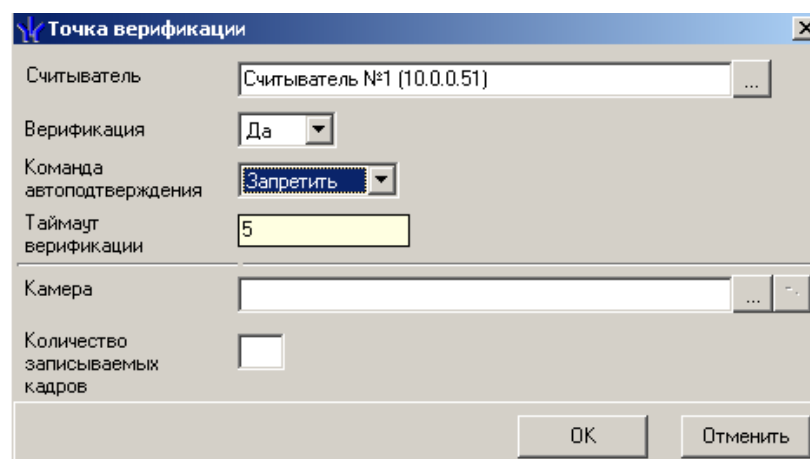 Точка верификации
Считыватель Считыватель №1 (10.0.0.51) ...
Верификация Да
Команда
автоподтверждения Запретить
Таймаут
верификации 5
Камера ...
Количество
записываемых
кадров
OK Отменить